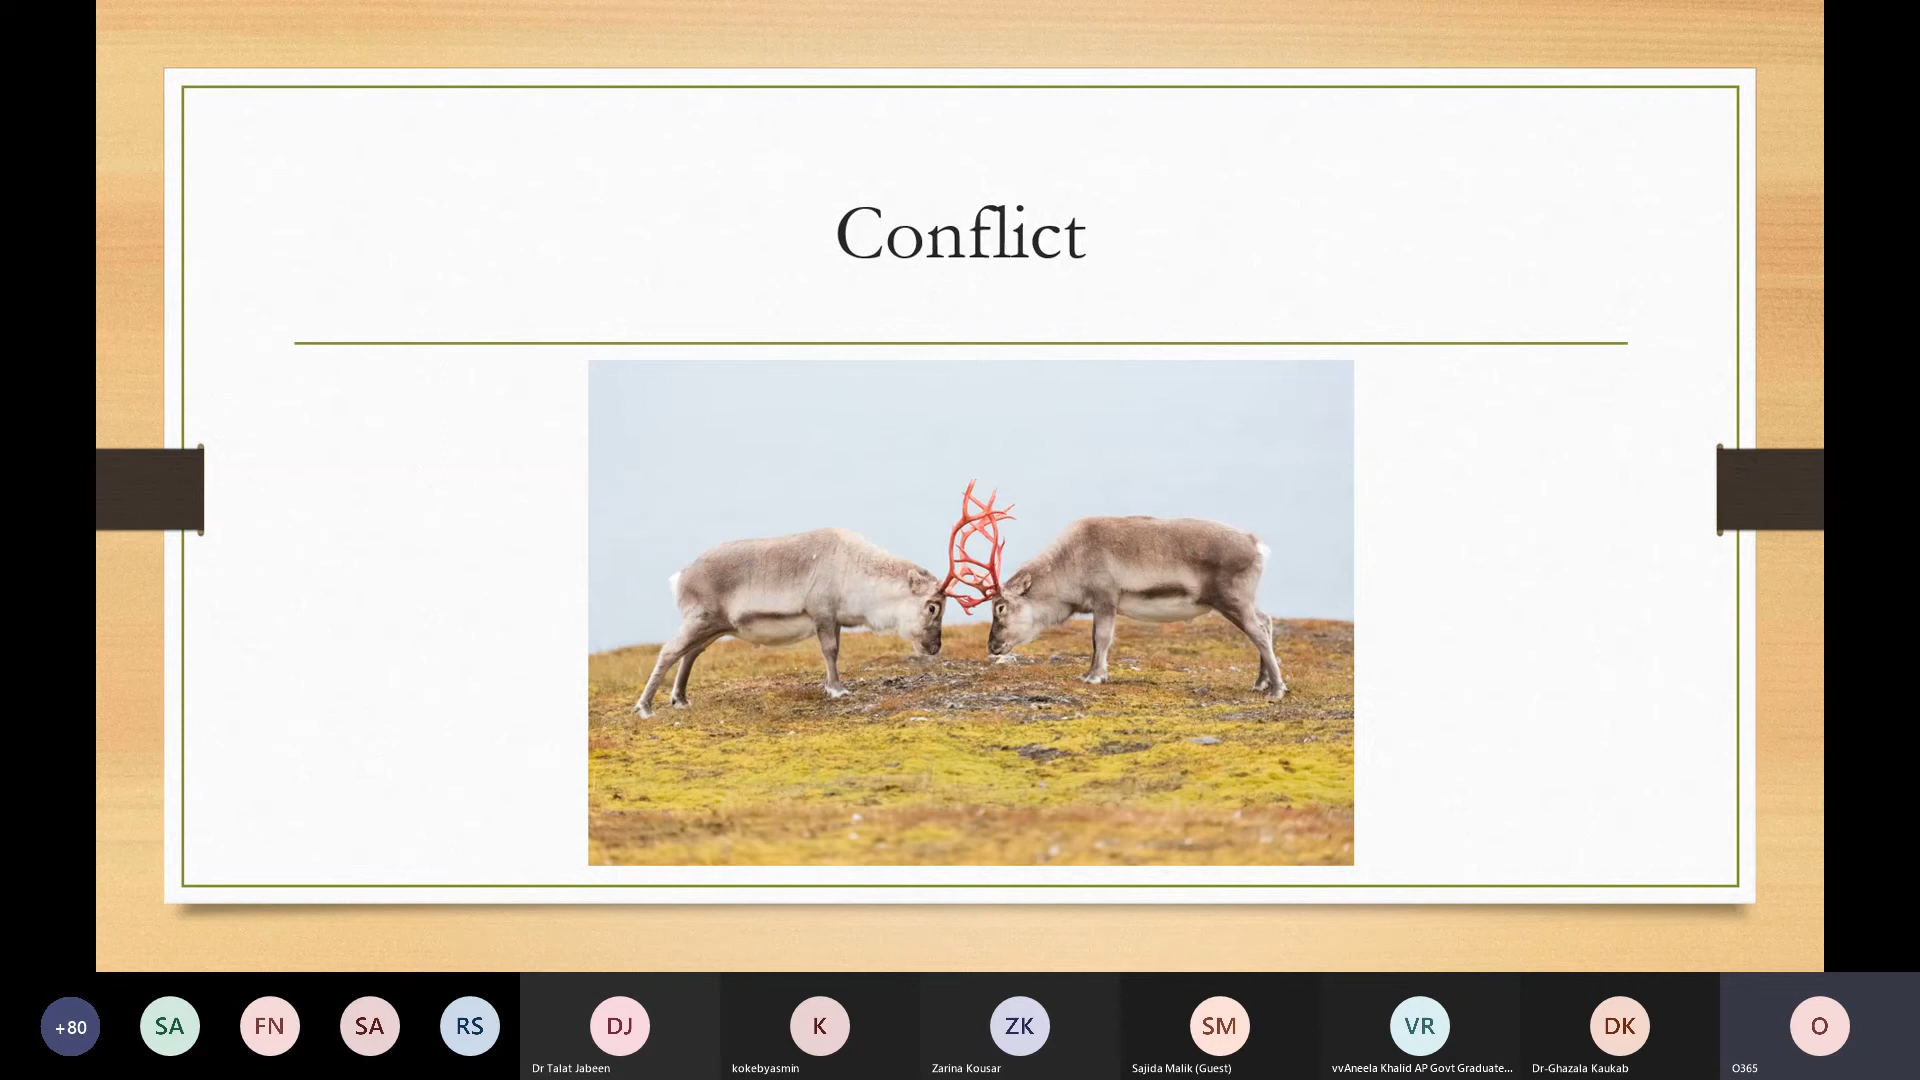 Conflict
+80
SA
FN
SA
RS
DJ
K
ZK
SM
VR
DK
O
Dr Talat Jabeen
kokebyasmin
Zarina Kousar
Sajida Malik (Guest)
vvAneela Khalid AP Govt Graduate...
Dr-Ghazala Kaukab
O365